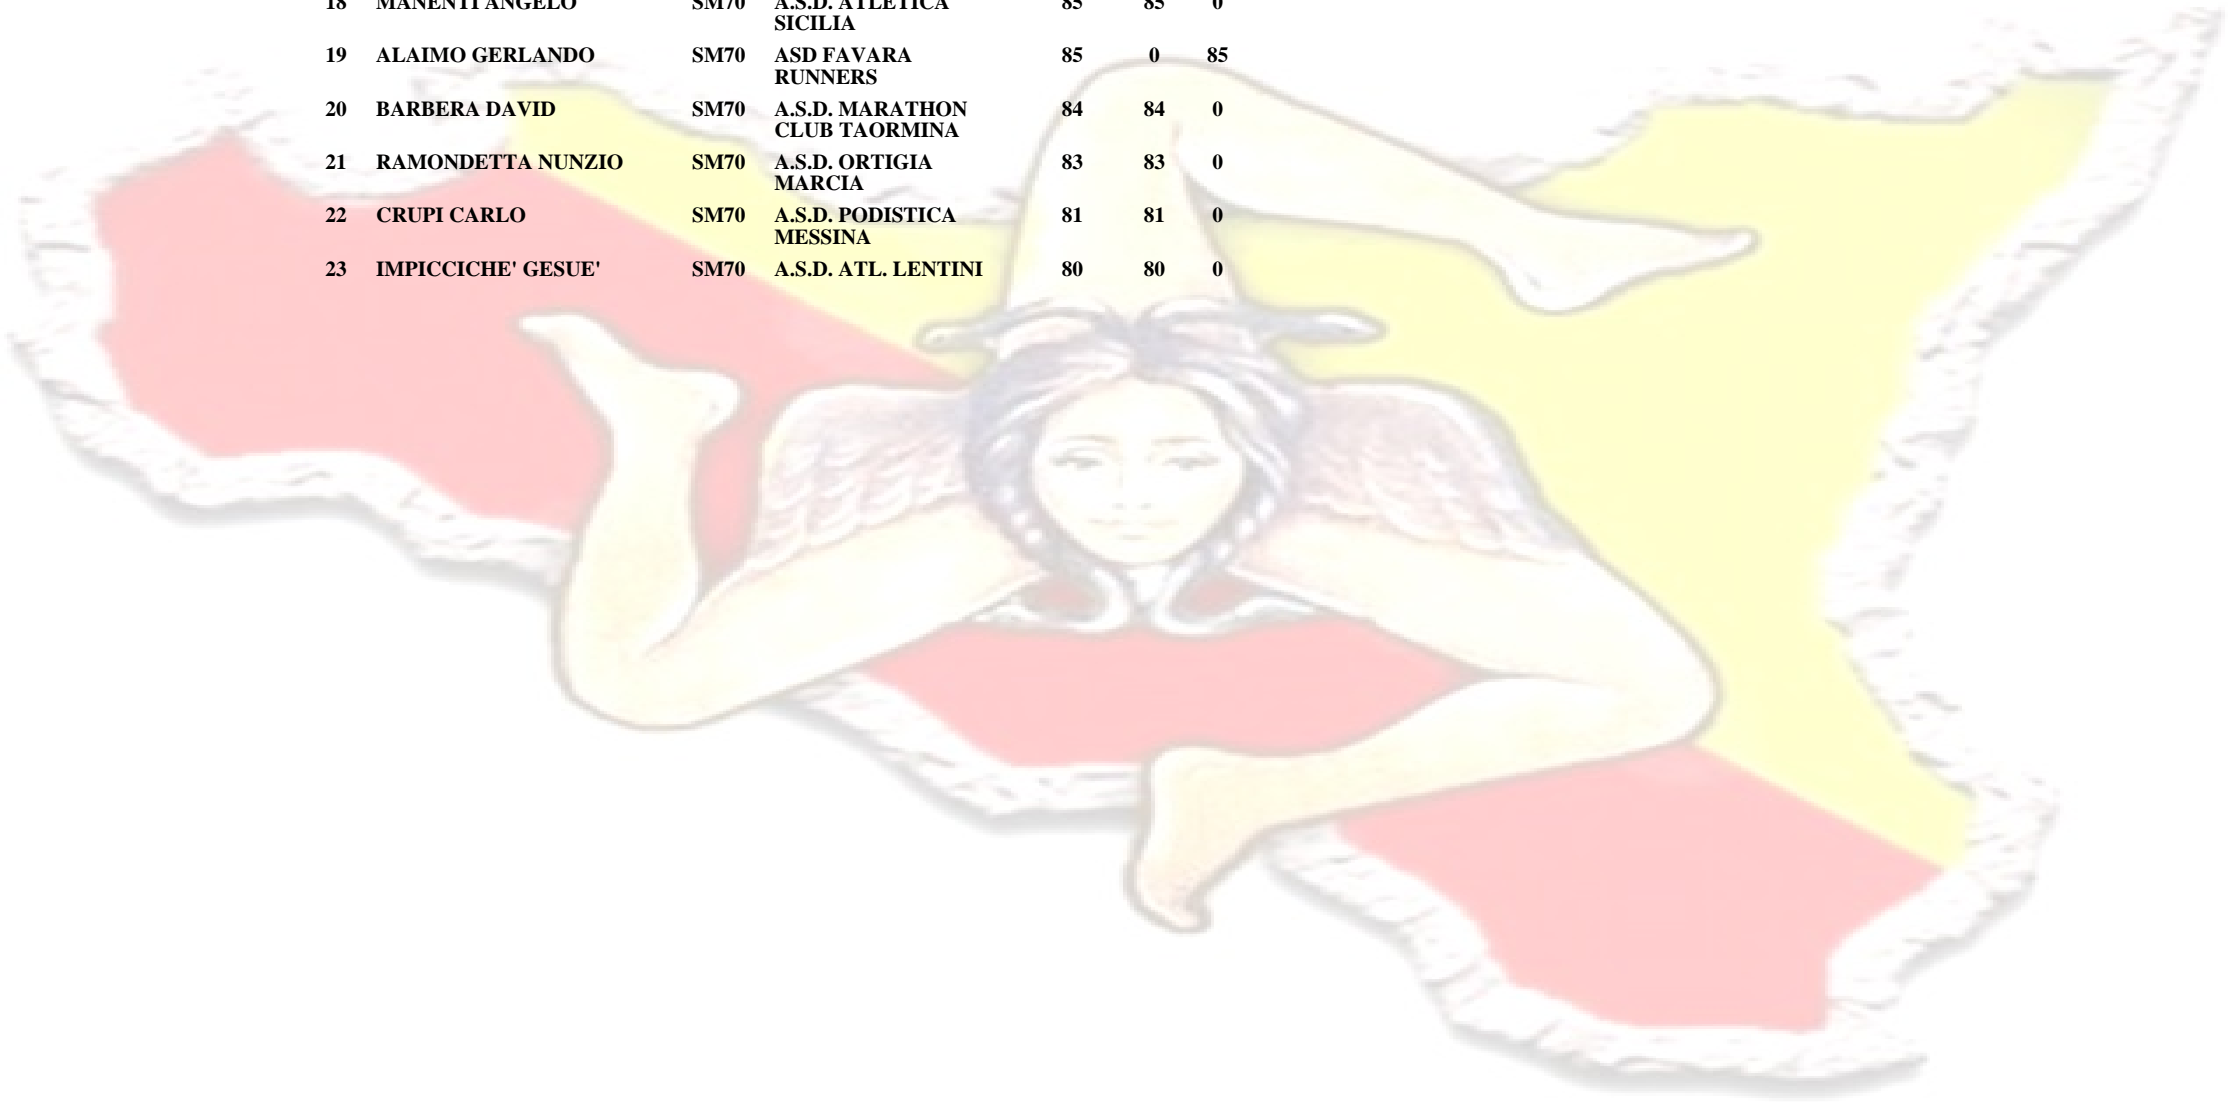 18 MANENTI ANGELO SM70 A.S.D. ATLETICA 85 85 0
SICILIA
19 ALAIMO GERLANDO SM70 ASD FAVARA 85 0 85
RUNNERS
20 BARBERA DAVID SM70 A.S.D. MARATHON 84 84 0
CLUB TAORMINA
21 RAMONDETTA NUNZIO SM70 A.S.D. ORTIGIA 83 83 0
MARCIA
22 CRUPI CARLO SM70 A.S.D. PODISTICA 81 81 0
MESSINA
23 IMPICCICHE' GESUE' SM70 A.S.D. ATL. LENTINI 80 80 0